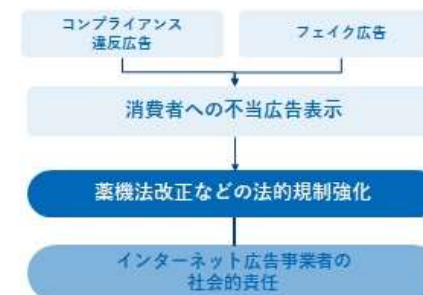 コンプライアンス
違反広告
フェイク広告
消費者への不当広告表示
薬機法改正などの法的規制強化
インターネット広告事業者の
社会的責任